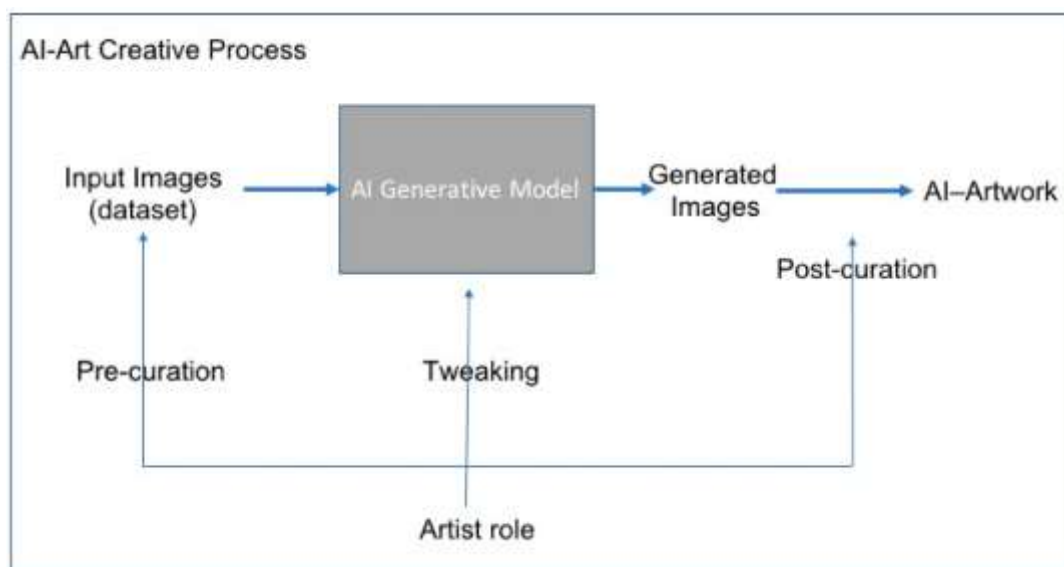 AI-Art Creative Process
Input Images
(dataset)
AI Generative Model
Generated
Images
AI–Artwork
Post-curation
Pre-curation
Tweaking
Artist role